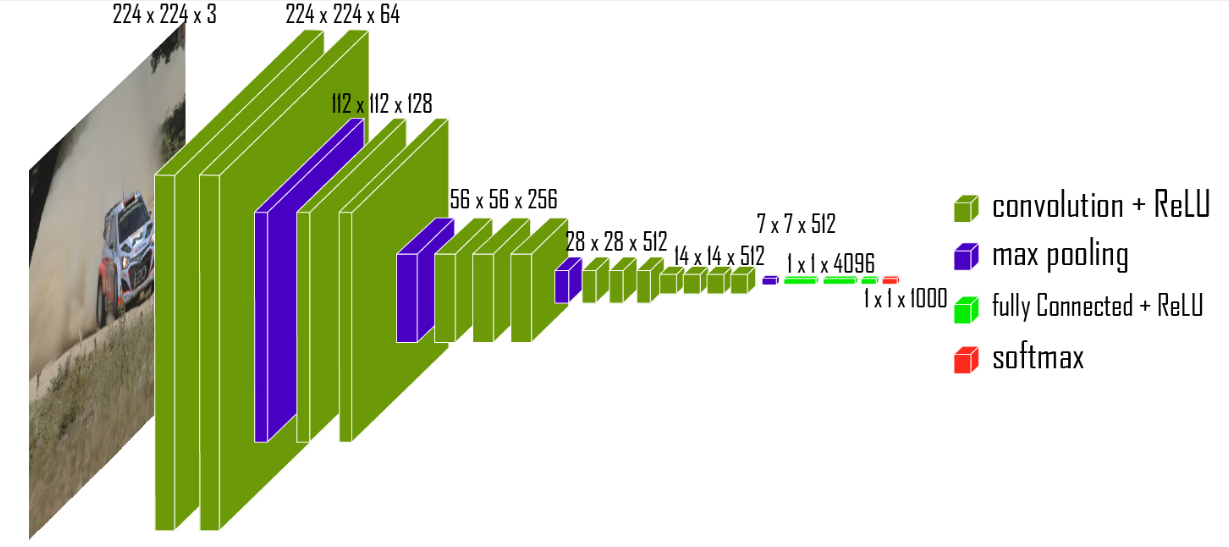 224 x 224 x 3
224 x 224 x 64
112 x 112 x 128
56 x 56 x 256
28 x 28 x 512
14 x 14 x 512
7 x 7 x 512
1 x 1 x 4096
1 x 1 x 1000
convolution + ReLU
max pooling
fully Connected + ReLU
softmax